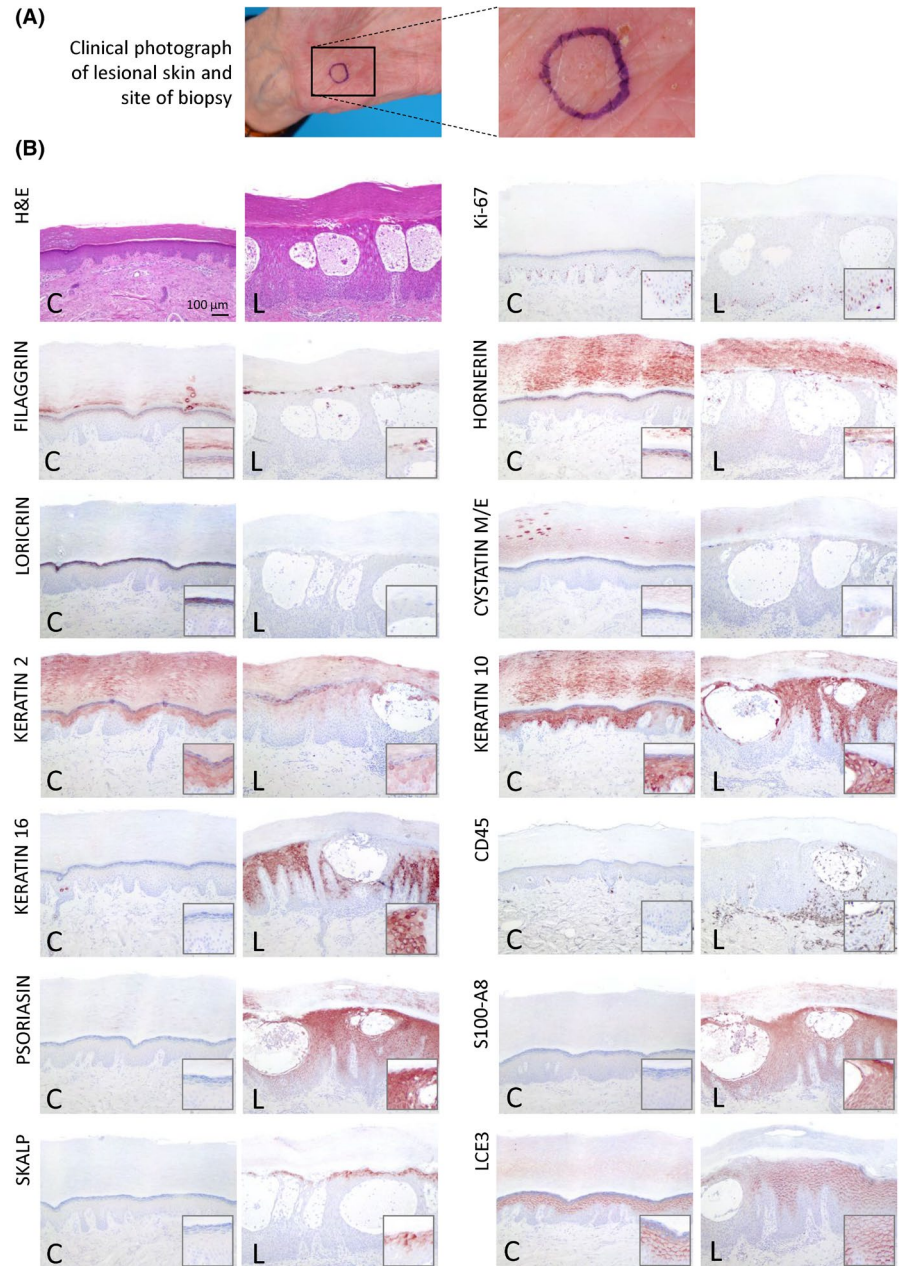 (A)
Clinical photograph
of lesional skin and
site of biopsy
(B)
H&E
C
100 µm
L
Ki-67
C
L
FILAGGRIN
C
L
HORNERIN
C
L
LORICRIN
C
L
CYSTATIN M/E
C
L
KERATIN 2
C
L
KERATIN 10
C
L
KERATIN 16
C
L
CD45
C
L
PSORIASIN
C
L
S100-A8
C
L
SKALP
C
L
LCE3
C
L